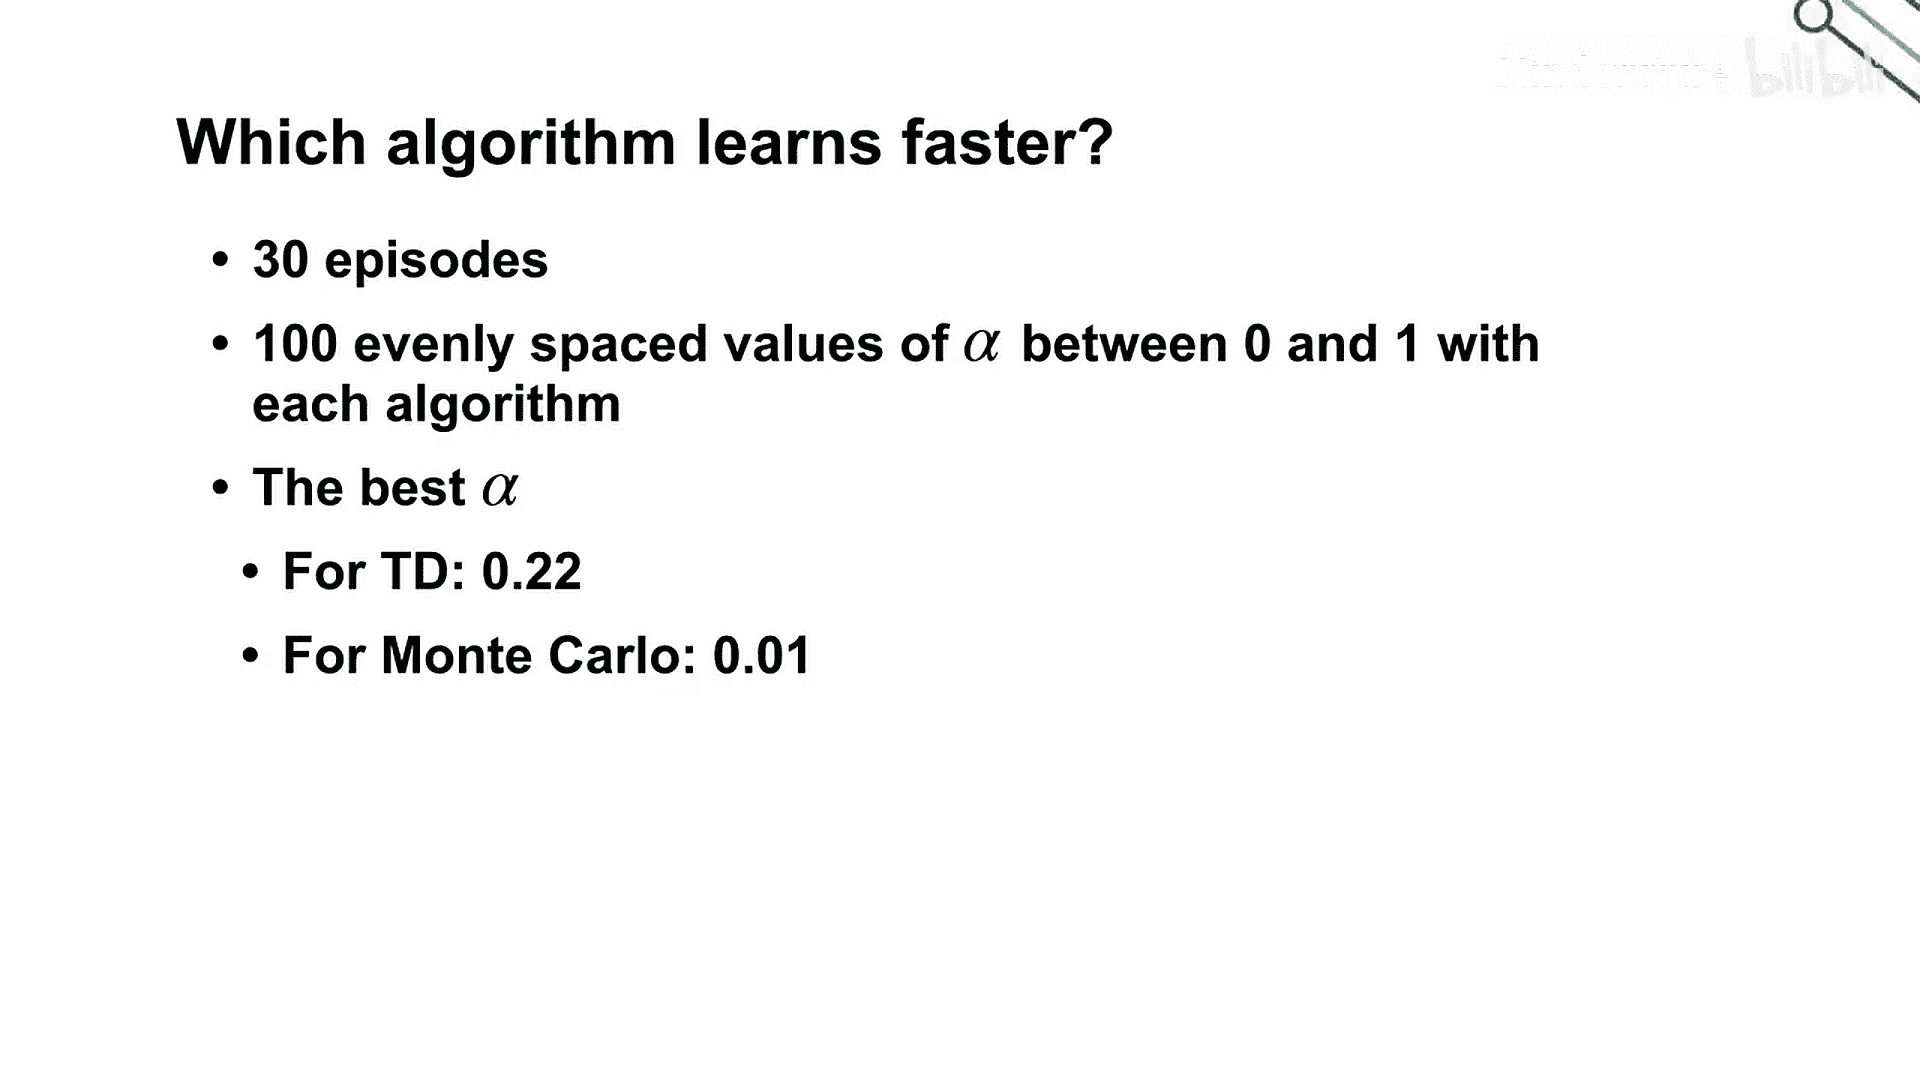 bilibili
Which algorithm learns faster?
• 30 episodes
• 100 evenly spaced values of α between 0 and 1 with
each algorithm
• The best α
• For TD: 0.22
• For Monte Carlo: 0.01